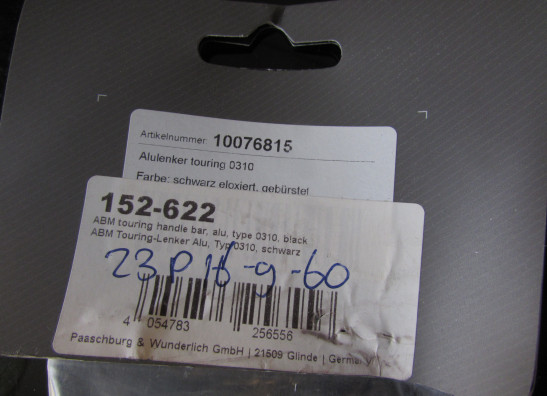 Artikelnummer: 10076815
Alulenker touring 0310
Farbe: schwarz eloxiert, gebürstet
152-622
ABM touring handle bar, alu, type 0310, black
ABM Touring-Lenker Alu, Typ 0310, schwarz
23 P 16-g-60
4 054783 256556
Paaschburg & Wunderlich GmbH | 21509 Glinde | Germany